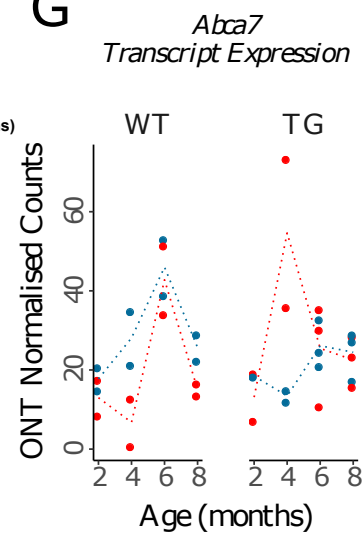 G
Abca7
Transcript Expression
s)
WT
TG
ONT Normalised Counts
60
40
20
0
2 4 6 8
2 4 6 8
Age (months)